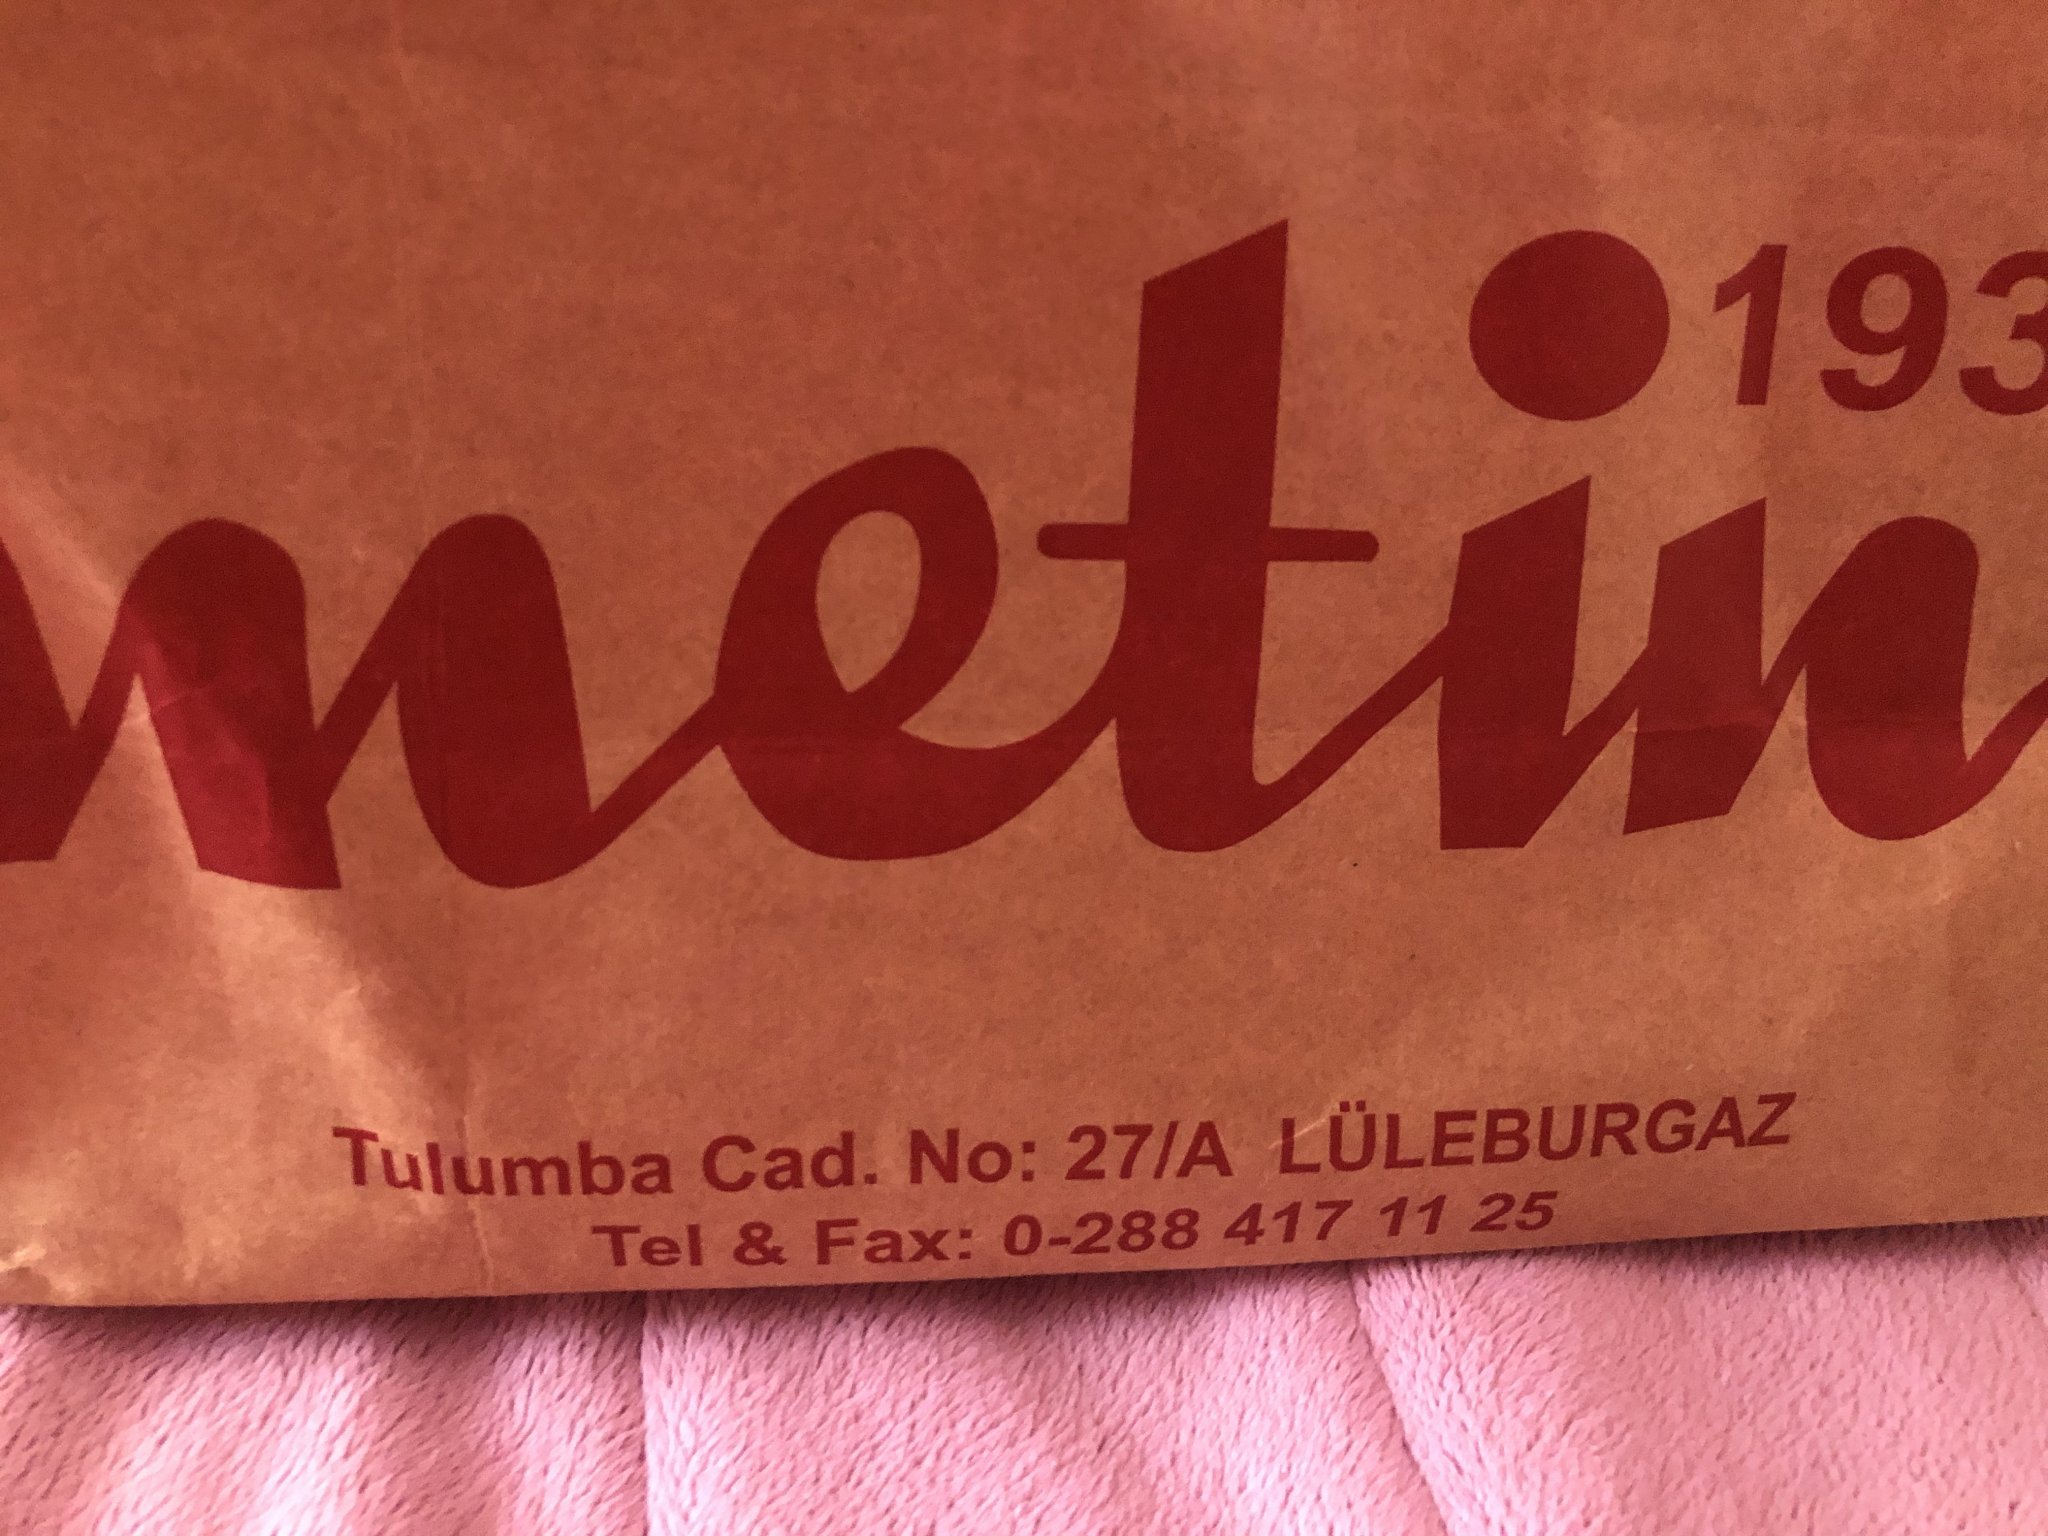 metin
193
Tulumba Cad. No: 27/A LÜLEBURGAZ
Tel & Fax: 0-288 417 11 25